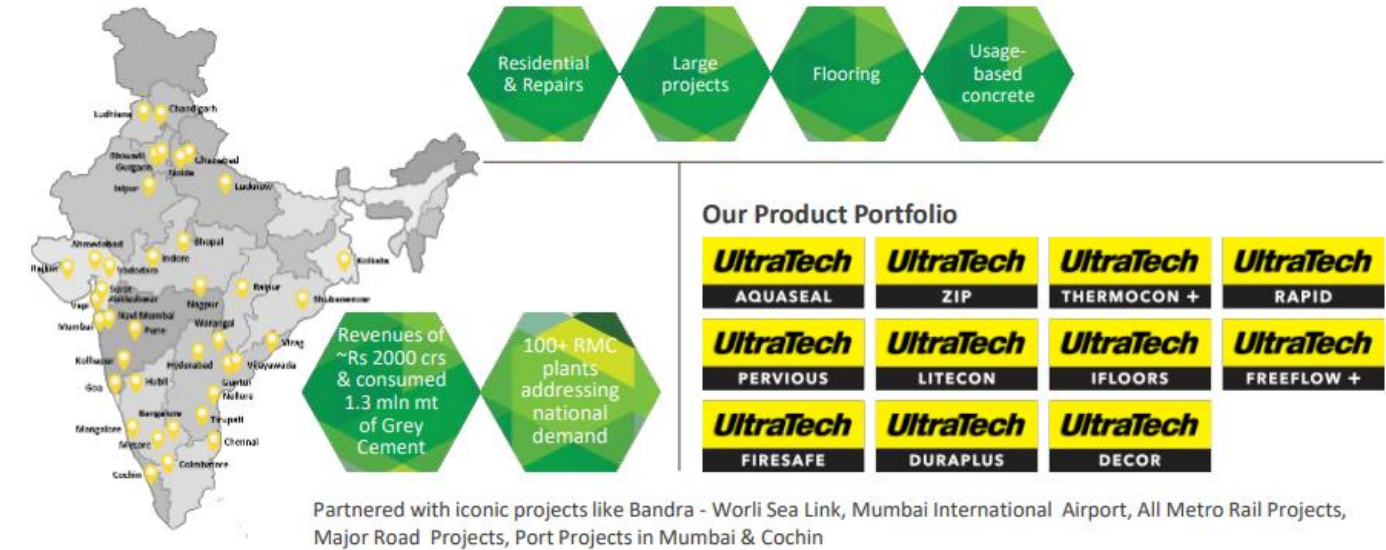 Residential
& Repairs
Large
projects
Flooring
Usage-
based
concrete
Ludhiana
Chandigarh
Gurgaon
Ghaziabad
Noida
Jaipur
Lucknow
Ahmedabad
Bhopal
Indore
Rajkot
Vadodara
Kolkata
Surat
Ankleshwar
Vapi
Nagpur
Raipur
Bhubaneswar
Mumbai
Navi Mumbai
Pune
Warangal
Vizag
Kolhapur
Hyderabad
Vijayawada
Goa
Hubli
Guntur
Nellore
Bengalore
Tirupati
Mangalore
Mysore
Chennai
Coimbatore
Cochin
Revenues of
~Rs 2000 crs
& consumed
1.3 mln mt
of Grey
Cement
100+ RMC
plants
addressing
national
demand
Our Product Portfolio
UltraTech
AQUASEAL
UltraTech
ZIP
UltraTech
THERMOCON +
UltraTech
RAPID
UltraTech
PERVIOUS
UltraTech
LITECON
UltraTech
IFLOORS
UltraTech
FREEFLOW +
UltraTech
FIRESAFE
UltraTech
DURAPLUS
UltraTech
DECOR
Partnered with iconic projects like Bandra - Worli Sea Link, Mumbai International Airport, All Metro Rail Projects,
Major Road Projects, Port Projects in Mumbai & Cochin